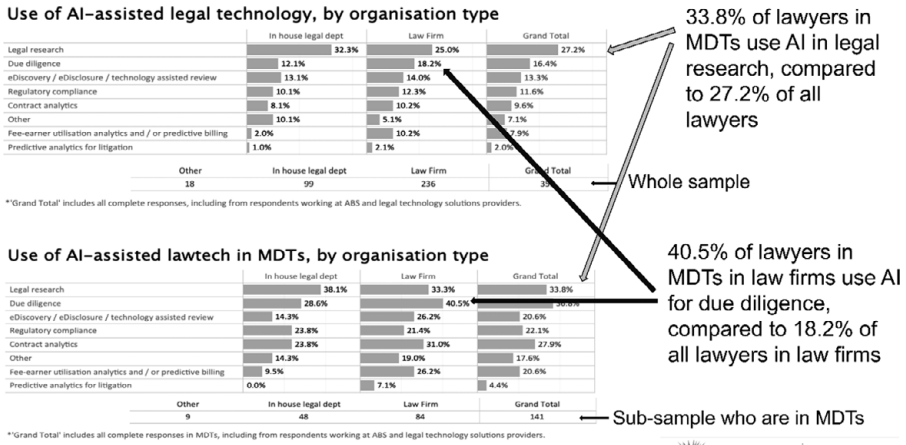 Use of AI-assisted legal technology, by organisation type
In house legal dept Law Firm Grand Total
Legal research 32.3% 25.0% 27.2%
Due diligence 12.1% 18.2% 16.4%
eDiscovery / eDisclosure / technology assisted review 13.1% 14.0% 13.3%
Regulatory compliance 10.1% 12.3% 11.6%
Contract analytics 8.1% 10.2% 9.6%
Other 10.1% 5.1% 7.1%
Fee-earner utilisation analytics and / or predictive billing 2.0% 10.2% 7.9%
Predictive analytics for litigation 1.0% 2.1% 2.0%
Other In house legal dept Law Firm Grand Total
18 99 236
*'Grand Total' includes all complete responses, including from respondents working at ABS and legal technology solutions providers.
33.8% of lawyers in
MDTs use AI in legal
research, compared
to 27.2% of all
lawyers
Whole sample
Use of AI-assisted lawtech in MDTs, by organisation type
In house legal dept Law Firm Grand Total
Legal research 38.1% 33.3% 33.8%
Due diligence 28.6% 40.5%
eDiscovery / eDisclosure / technology assisted review 14.3% 26.2% 20.6%
Regulatory compliance 23.8% 21.4% 22.1%
Contract analytics 23.8% 31.0% 27.9%
Other 14.3% 19.0% 17.6%
Fee-earner utilisation analytics and / or predictive billing 9.5% 26.2% 20.6%
Predictive analytics for litigation 0.0% 7.1% 4.4%
Other In house legal dept Law Firm Grand Total
9 48 84 141
*'Grand Total' includes all complete responses in MDTs, including from respondents working at ABS and legal technology solutions providers.
40.5% of lawyers in
MDTs in law firms use AI
for due diligence,
compared to 18.2% of
all lawyers in law firms
Sub-sample who are in MDTs